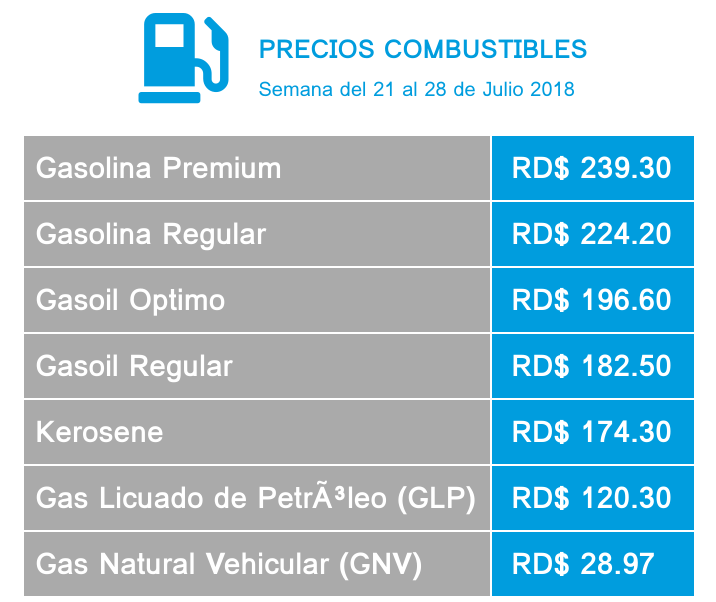 PRECIOS COMBUSTIBLES
Semana del 21 al 28 de Julio 2018
Gasolina Premium RD$ 239.30
Gasolina Regular RD$ 224.20
Gasoil Optimo RD$ 196.60
Gasoil Regular RD$ 182.50
Kerosene RD$ 174.30
Gas Licuado de PetrÃ³leo (GLP) RD$ 120.30
Gas Natural Vehicular (GNV) RD$ 28.97